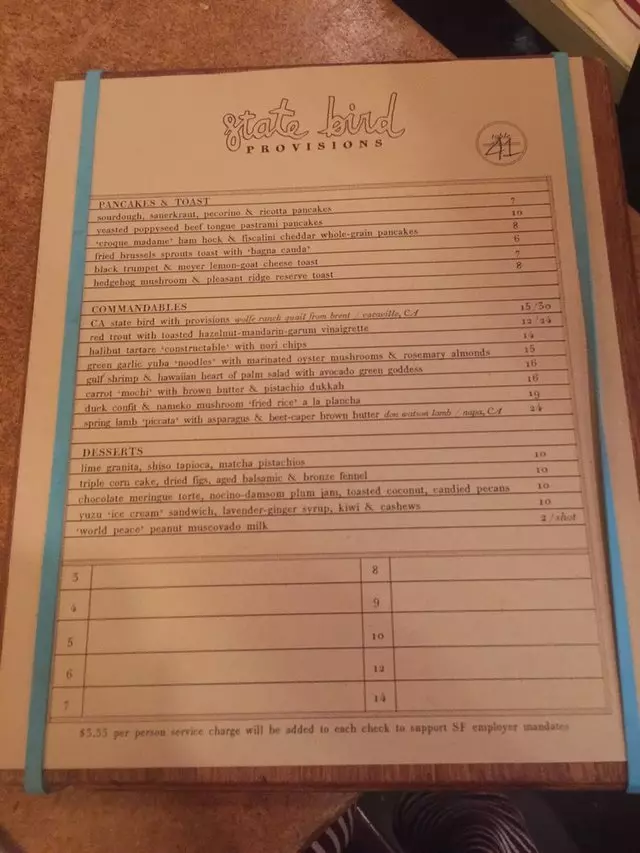 state bird
PROVISIONS
table
41
PANCAKES & TOAST
sourdough, sauerkraut, pecorino & ricotta pancakes 7
yeasted poppyseed beef tongue pastrami pancakes 10
'croque madame' ham hock & fiscalini cheddar whole-grain pancakes 8
fried brussels sprouts toast with 'bagna cauda' 6
black trumpet & meyer lemon-goat cheese toast 7
hedgehog mushroom & pleasant ridge reserve toast 8
COMMANDABLES
CA state bird with provisions wolfe ranch quail from brent / vacaville, CA 15/30
red trout with toasted hazelnut-mandarin-garum vinaigrette 12/24
halibut tartare 'constructable' with nori chips 14
green garlic yuba 'noodles' with marinated oyster mushrooms & rosemary almonds 15
gulf shrimp & hawaiian heart of palm salad with avocado green goddess 16
carrot 'mochi' with brown butter & pistachio dukkah 16
duck confit & nameko mushroom 'fried rice' a la plancha 19
spring lamb 'piccata' with asparagus & beet-caper brown butter don watson lamb / napa, CA 24
DESSERTS
lime granita, shiso tapioca, matcha pistachios 10
triple corn cake, dried figs, aged balsamic & bronze fennel 10
chocolate meringue torte, nocino-damsom plum jam, toasted coconut, candied pecans 10
yuzu 'ice cream' sandwich, lavender-ginger syrup, kiwi & cashews 10
'world peace' peanut muscovado milk 2/shot
3 8
4 9
5 10
6 12
7 14
$3.55 per person service charge will be added to each check to support SF employer mandates